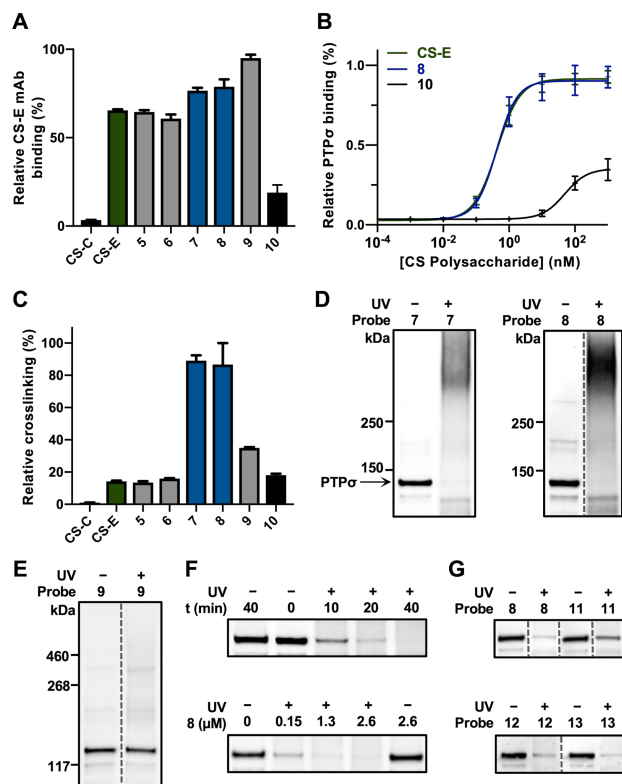 A
Relative CS-E mAb
binding (%)
100
50
0
CS-C CS-E 5 6 7 8 9 10
B
Relative PTPσ binding (%)
1.0
0.5
0.0
CS-E
8
10
10⁻⁴ 10⁻² 10⁰ 10²
[CS Polysaccharide] (nM)
C
Relative crosslinking (%)
100
80
60
40
20
0
CS-C CS-E 5 6 7 8 9 10
D
UV − +
Probe 7 7
kDa
250
150
PTPσ
UV − +
Probe 8 8
kDa
250
150
E
UV − +
Probe 9 9
kDa
460
268
117
F
UV − − + + +
t (min) 40 0 10 20 40
UV − + + + −
8 (µM) 0 0.15 1.3 2.6 2.6
G
UV − + − +
Probe 8 8 11 11
UV − + − +
Probe 12 12 13 13